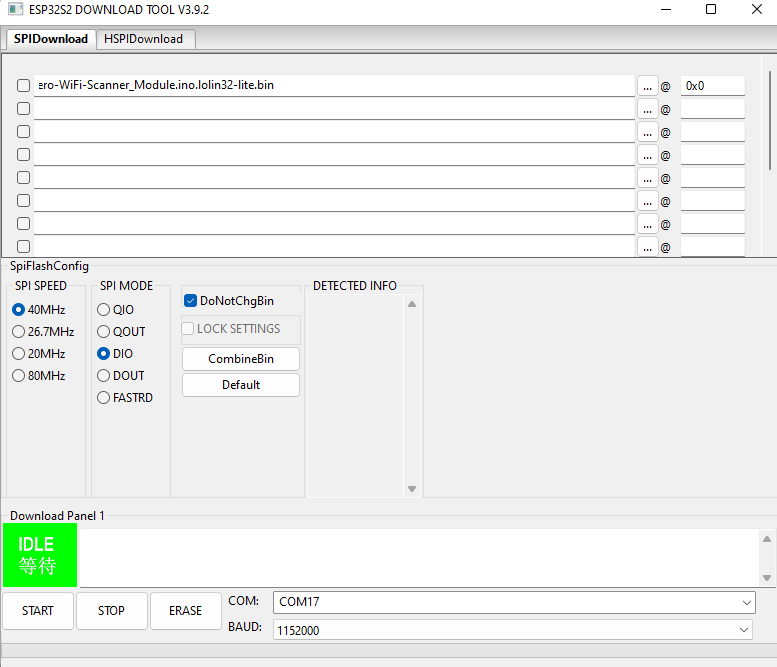 ESP32S2 DOWNLOAD TOOL V3.9.2
SPIDownload HSPIDownload
ero-WiFi-Scanner_Module.ino.lolin32-lite.bin ... @ 0x0
... @
... @
... @
... @
... @
... @
... @
SpiFlashConfig
SPI SPEED
40MHz
26.7MHz
20MHz
80MHz
SPI MODE
QIO
QOUT
DIO
DOUT
FASTRD
DoNotChgBin
LOCK SETTINGS
CombineBin
Default
DETECTED INFO
Download Panel 1
IDLE
等待
START STOP ERASE
COM: COM17
BAUD: 1152000